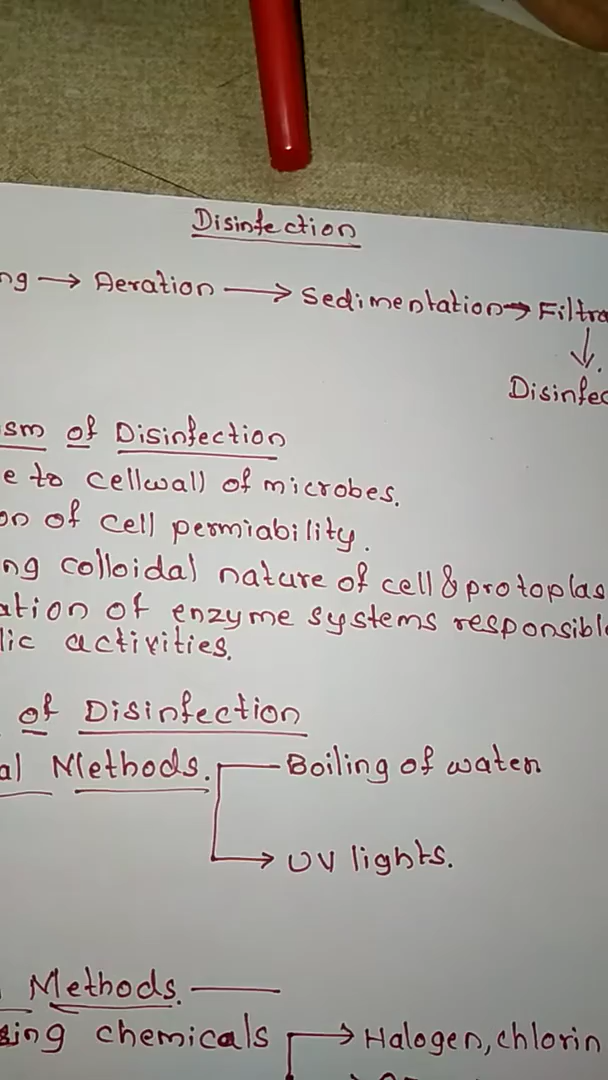 Disinfection
ng → Aeration → Sedimentation → Filtra
↓
Disinfec
ism of Disinfection
e to cellwall of microbes.
on of cell permiability.
ng colloidal nature of cell & protoplas
ation of enzyme systems responsible
lic activities.
of Disinfection
al Methods. Boiling of water
→ UV lights.
Methods.
sing chemicals → Halogen, chlorin